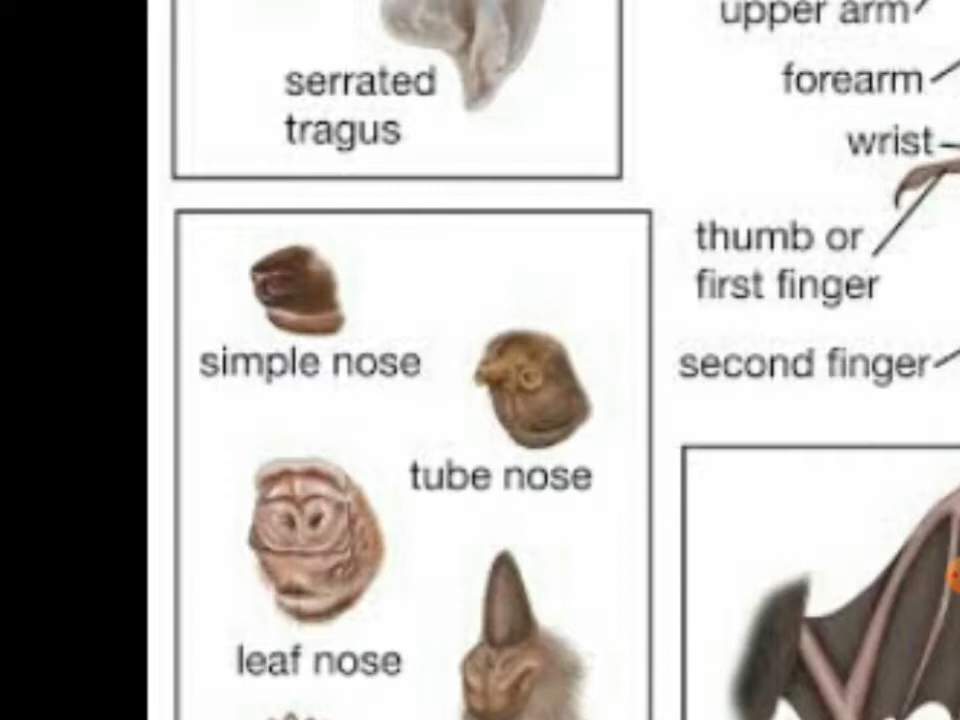 upper arm
forearm
serrated
tragus
wrist
thumb or
first finger
simple nose
second finger
tube nose
leaf nose